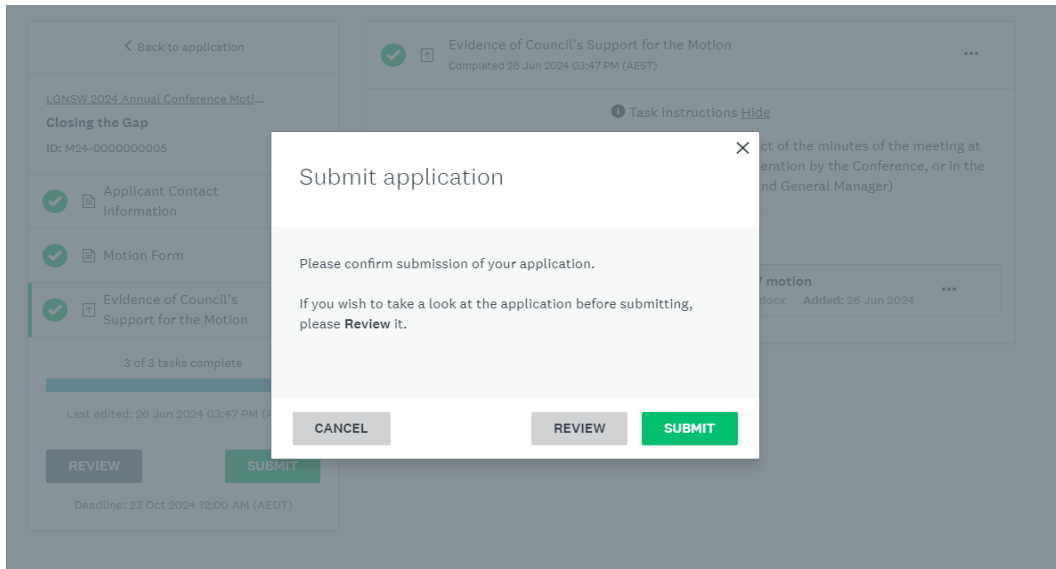 Back to application
LGNSW 2024 Annual Conference Moti...
Closing the Gap
ID: M24-0000000005
Applicant Contact
Information
Motion Form
Evidence of Council's
Support for the Motion
3 of 3 tasks complete
Last edited: 26 Jun 2024 03:47 PM (A
REVIEW
SUBMIT
Deadline: 23 Oct 2024 12:00 AM (AEDT)
Evidence of Council's Support for the Motion
Completed 26 Jun 2024 03:47 PM (AEST)
•••
Task instructions Hide
ct of the minutes of the meeting at
eration by the Conference, or in the
nd General Manager)
motion
docx Added: 26 Jun 2024
•••
Submit application
Please confirm submission of your application.
If you wish to take a look at the application before submitting,
please Review it.
CANCEL
REVIEW
SUBMIT